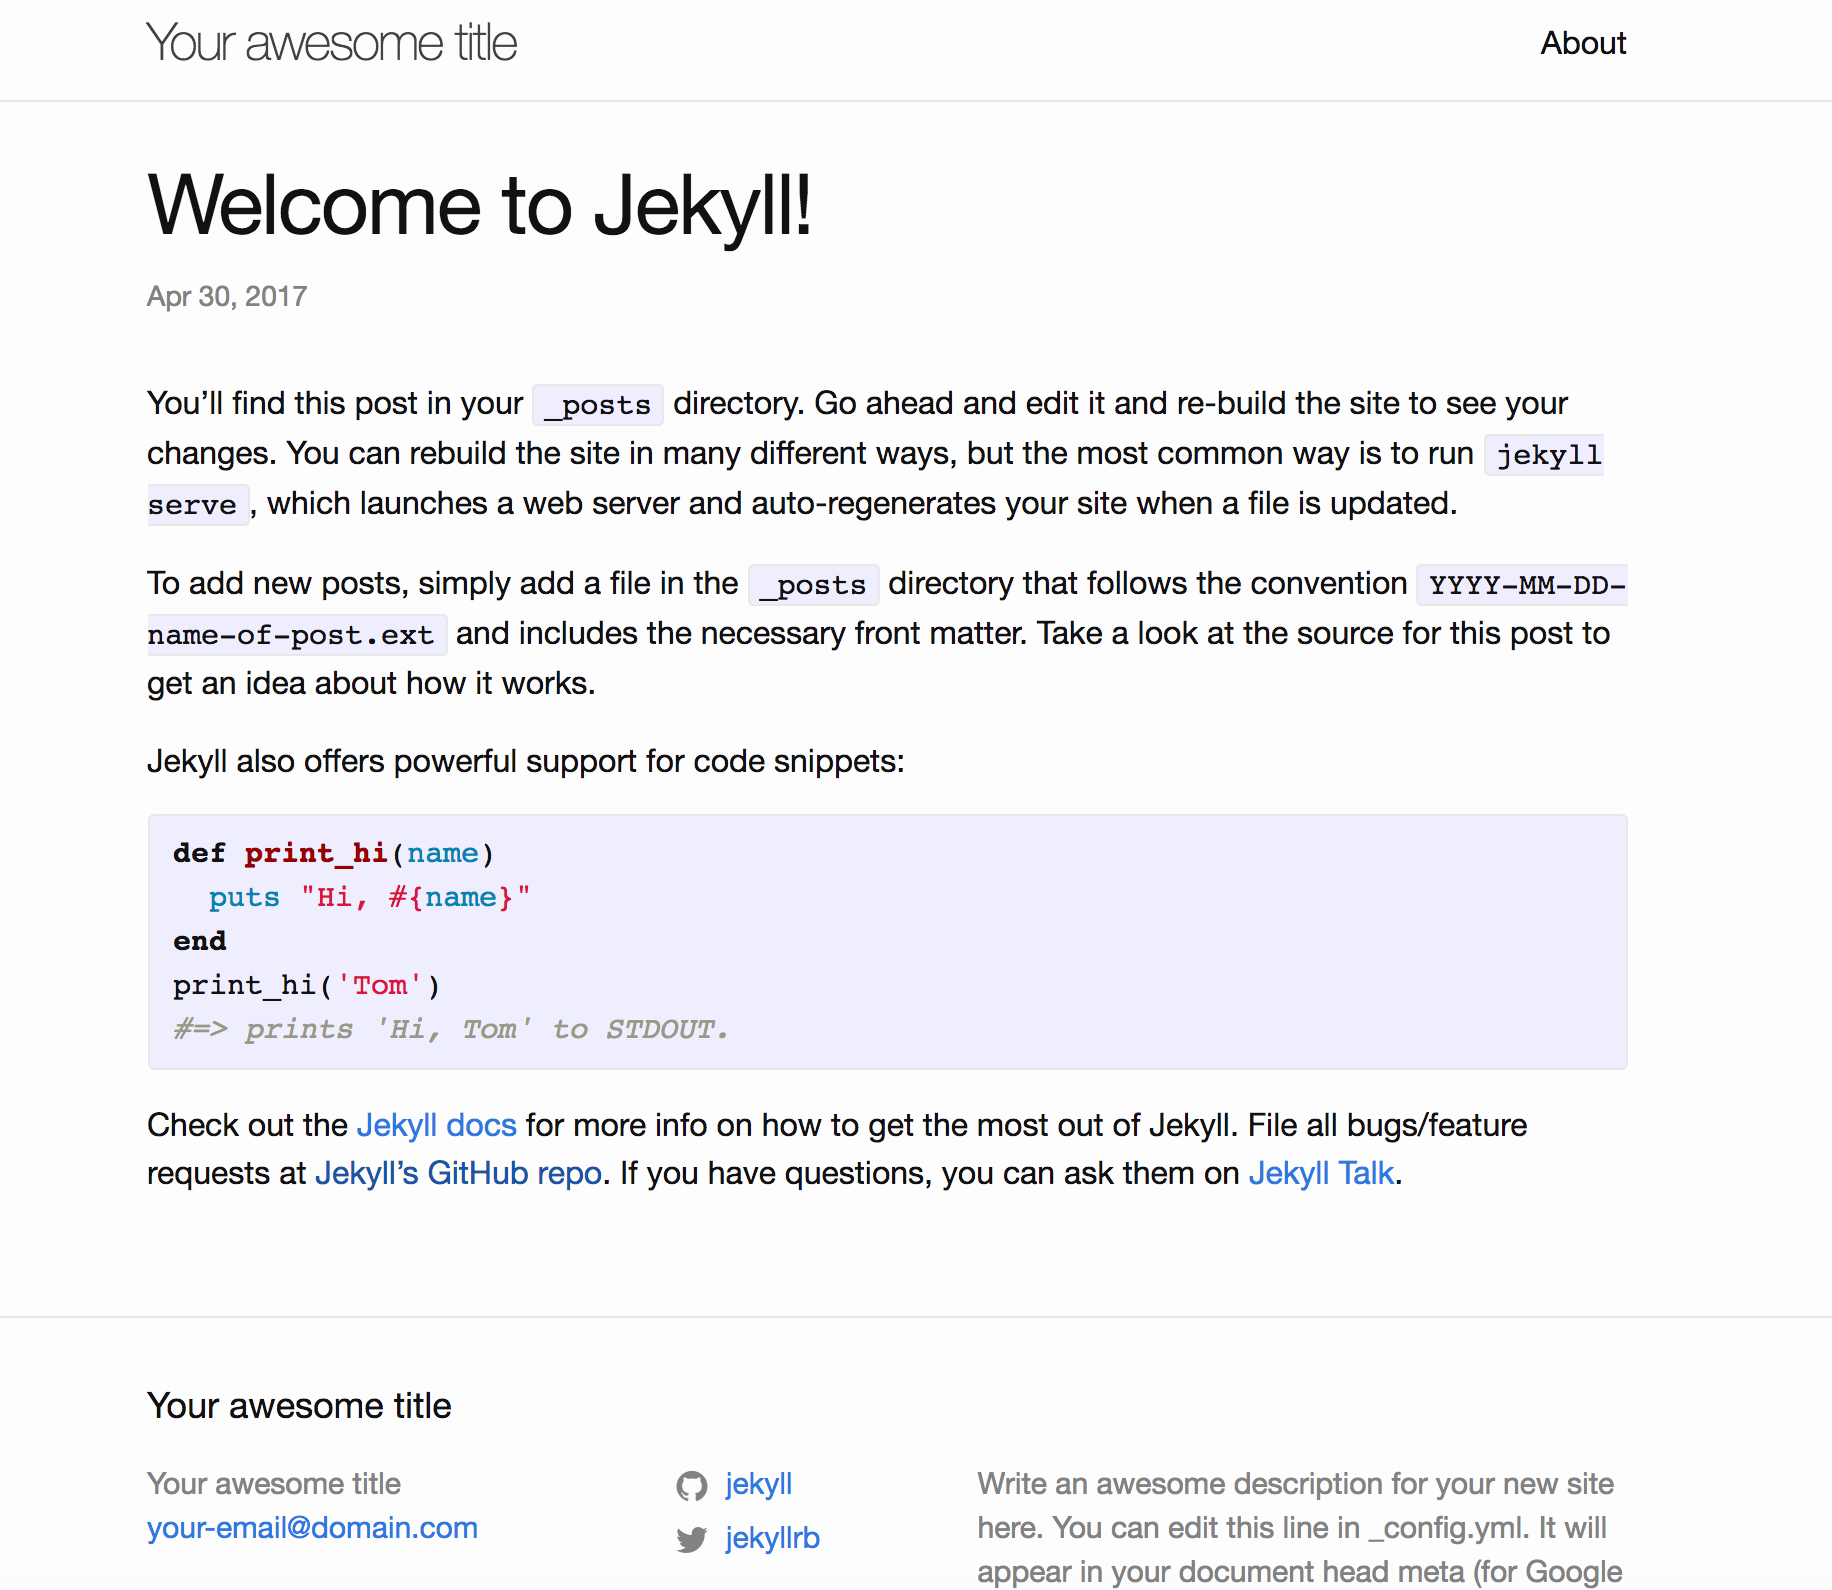 Your awesome title
About
Welcome to Jekyll!
Apr 30, 2017
You’ll find this post in your _posts directory. Go ahead and edit it and re-build the site to see your
changes. You can rebuild the site in many different ways, but the most common way is to run jekyll
serve , which launches a web server and auto-regenerates your site when a file is updated.
To add new posts, simply add a file in the _posts directory that follows the convention YYYY-MM-DD-
name-of-post.ext and includes the necessary front matter. Take a look at the source for this post to
get an idea about how it works.
Jekyll also offers powerful support for code snippets:
def print_hi(name)
  puts "Hi, #{name}"
end
print_hi('Tom')
#=> prints 'Hi, Tom' to STDOUT.
Check out the Jekyll docs for more info on how to get the most out of Jekyll. File all bugs/feature
requests at Jekyll’s GitHub repo. If you have questions, you can ask them on Jekyll Talk.
Your awesome title
Your awesome title
your-email@domain.com
jekyll
jekyllrb
Write an awesome description for your new site
here. You can edit this line in _config.yml. It will
appear in your document head meta (for Google